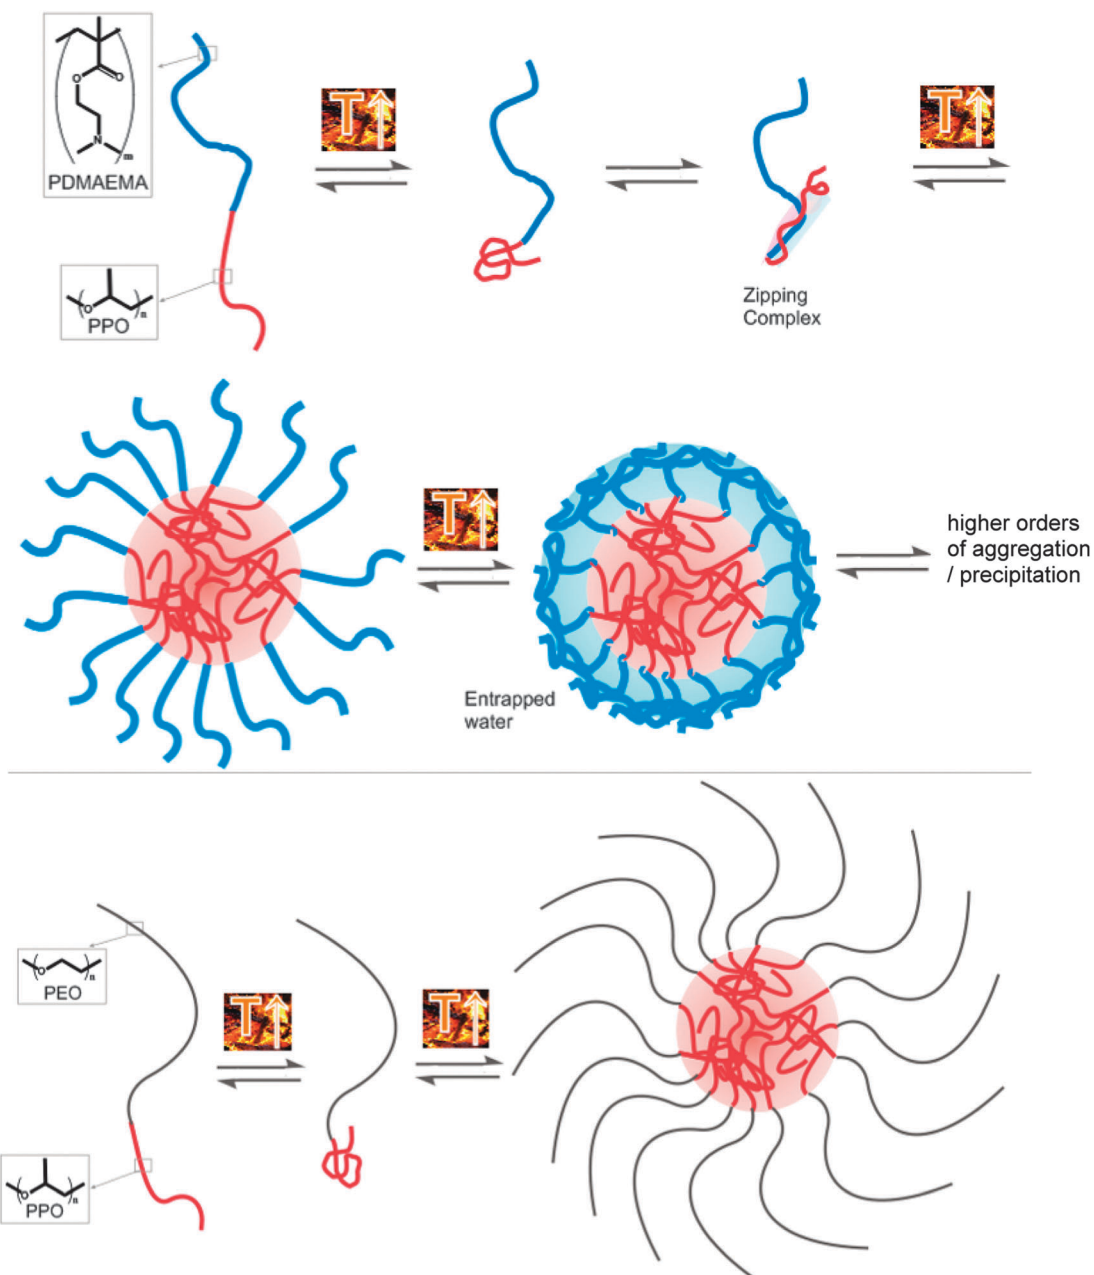 O
O
N
m
PDMAEMA
T
T
O
n
PPO
Zipping
Complex
T
higher orders
of aggregation
/ precipitation
Entrapped
water
O
n
PEO
T
T
O
n
PPO